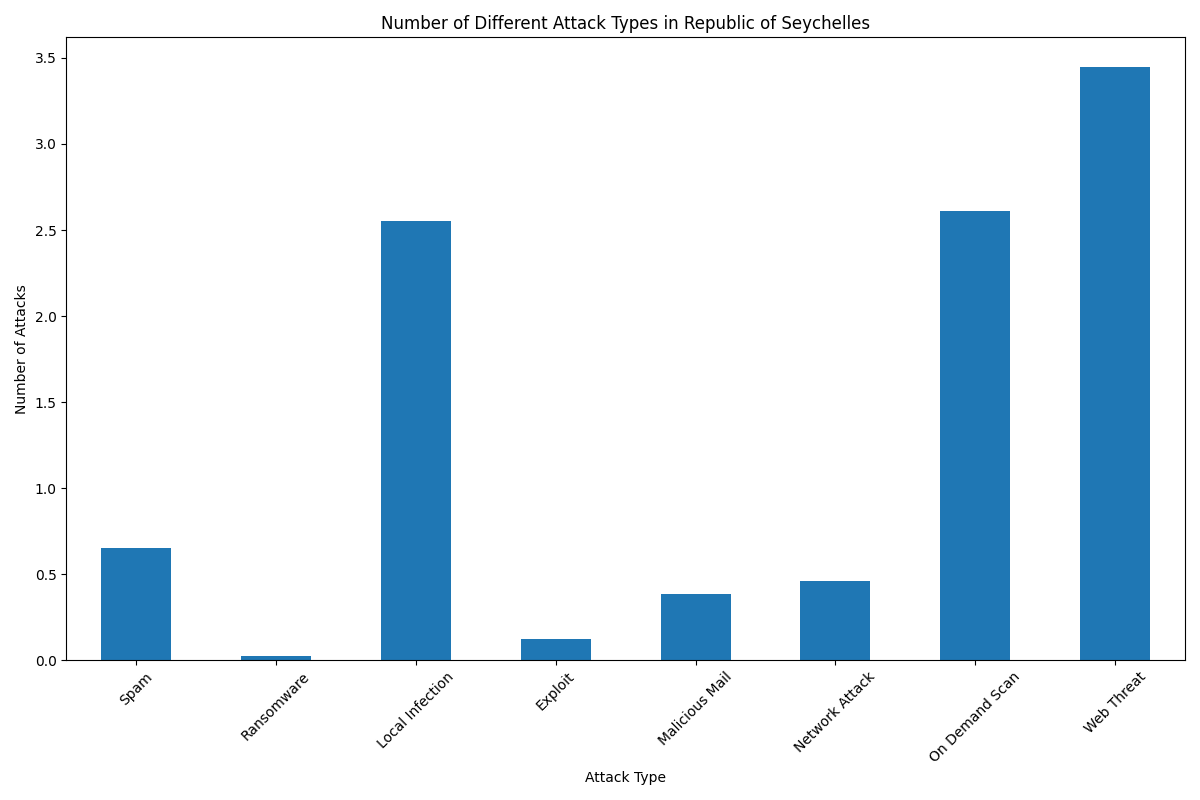 Number of Different Attack Types in Republic of Seychelles
Number of Attacks
3.5
3.0
2.5
2.0
1.5
1.0
0.5
0.0
Spam
Ransomware
Local Infection
Exploit
Malicious Mail
Network Attack
On Demand Scan
Web Threat
Attack Type